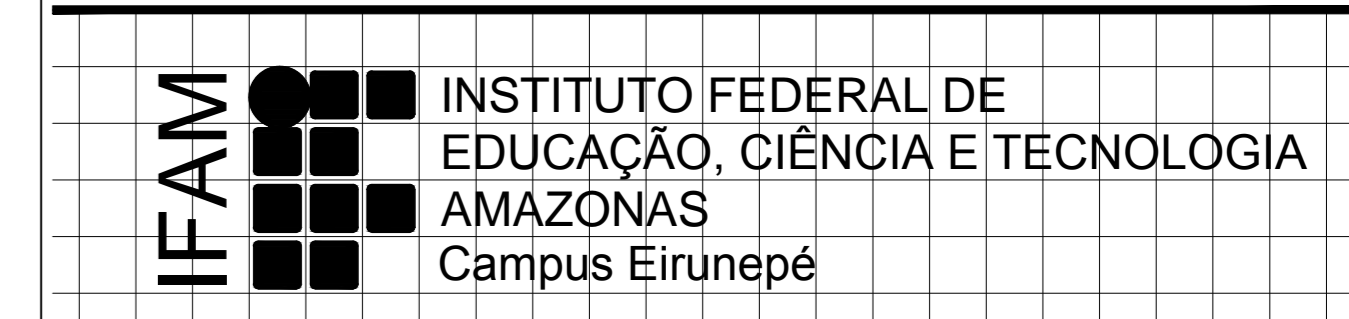 IFAM
INSTITUTO FEDERAL DE
EDUCAÇÃO, CIÊNCIA E TECNOLOGIA
AMAZONAS
Campus Eirunepé